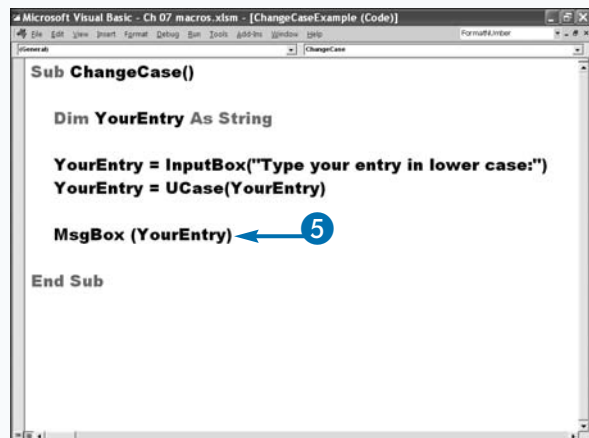 Microsoft Visual Basic - Ch 07 macros.xlsm - [ChangeCaseExample (Code)]
File Edit View Insert Format Debug Run Tools Add-Ins Window Help
(General)
ChangeCase
Sub ChangeCase()
Dim YourEntry As String
YourEntry = InputBox("Type your entry in lower case:")
YourEntry = UCase(YourEntry)
MsgBox (YourEntry)
5
End Sub